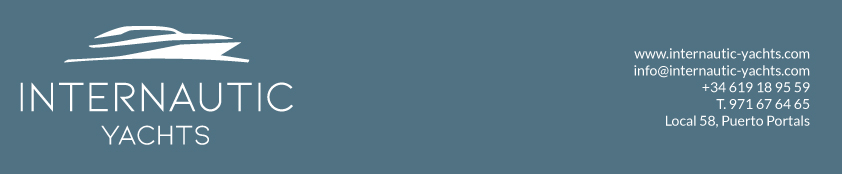 INTERNAUTIC
YACHTS
www.internautic-yachts.com
info@internautic-yachts.com
+34 619 18 95 59
T. 971 67 64 65
Local 58, Puerto Portals